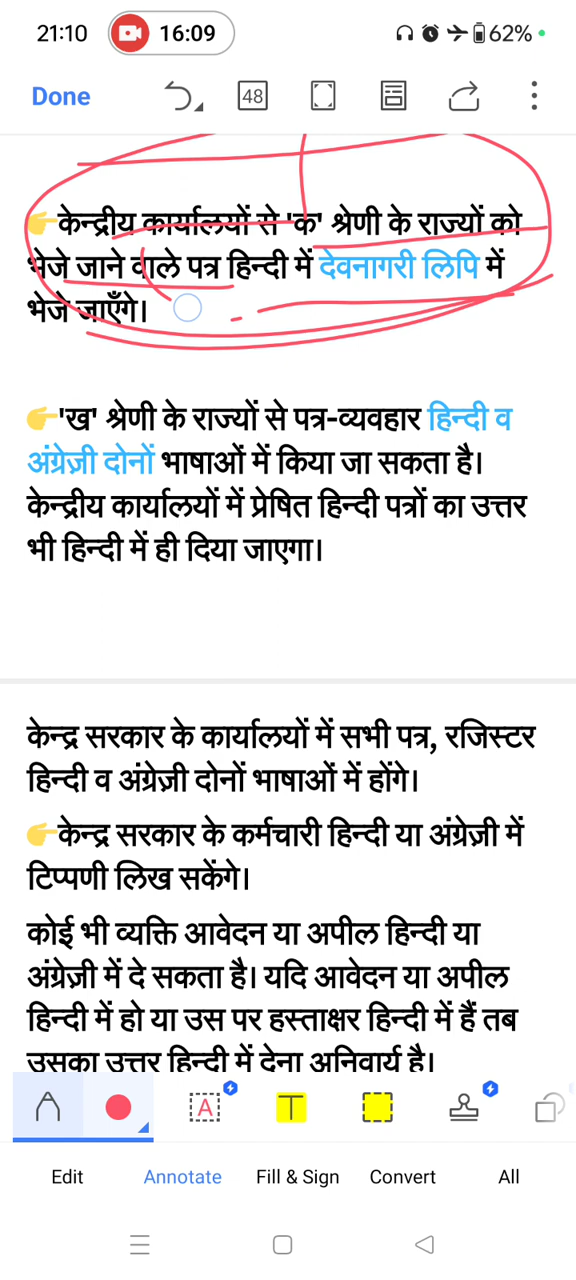 21:10 16:09 62%
Done 48
👉केन्द्रीय कार्यालयों से 'क' श्रेणी के राज्यों को
भेजे जाने वाले पत्र हिन्दी में देवनागरी लिपि में
भेजे जाएँगे।
👉'ख' श्रेणी के राज्यों से पत्र-व्यवहार हिन्दी व
अंग्रेज़ी दोनों भाषाओं में किया जा सकता है।
केन्द्रीय कार्यालयों में प्रेषित हिन्दी पत्रों का उत्तर
भी हिन्दी में ही दिया जाएगा।
केन्द्र सरकार के कार्यालयों में सभी पत्र, रजिस्टर
हिन्दी व अंग्रेज़ी दोनों भाषाओं में होंगे।
👉केन्द्र सरकार के कर्मचारी हिन्दी या अंग्रेज़ी में
टिप्पणी लिख सकेंगे।
कोई भी व्यक्ति आवेदन या अपील हिन्दी या
अंग्रेज़ी में दे सकता है। यदि आवेदन या अपील
हिन्दी में हो या उस पर हस्ताक्षर हिन्दी में हैं तब
उसका उत्तर हिन्दी में देना अनिवार्य है।
A T
Edit Annotate Fill & Sign Convert All